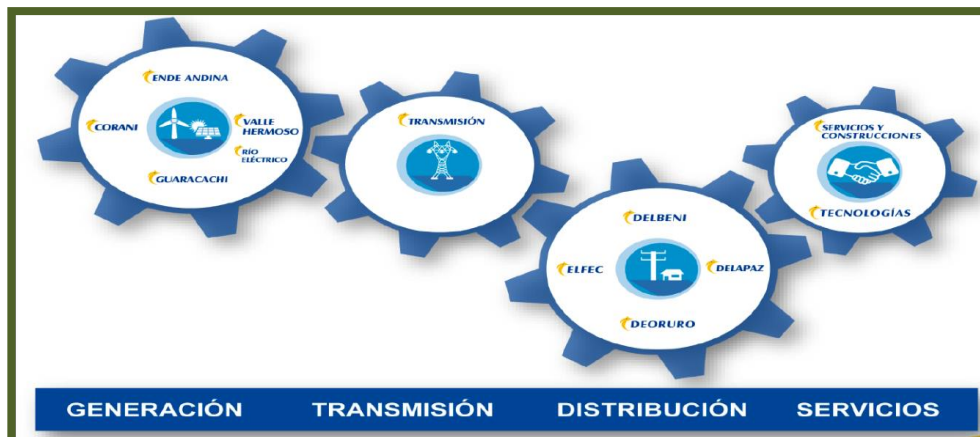 ENDE ANDINA
CORANI
VALLE
HERMOSO
RÍO
ELÉCTRICO
GUARACACHI
TRANSMISIÓN
DELBENI
ELFEC
DELAPAZ
DEORURO
SERVICIOS Y
CONSTRUCCIONES
TECNOLOGÍAS
GENERACIÓN TRANSMISIÓN DISTRIBUCIÓN SERVICIOS